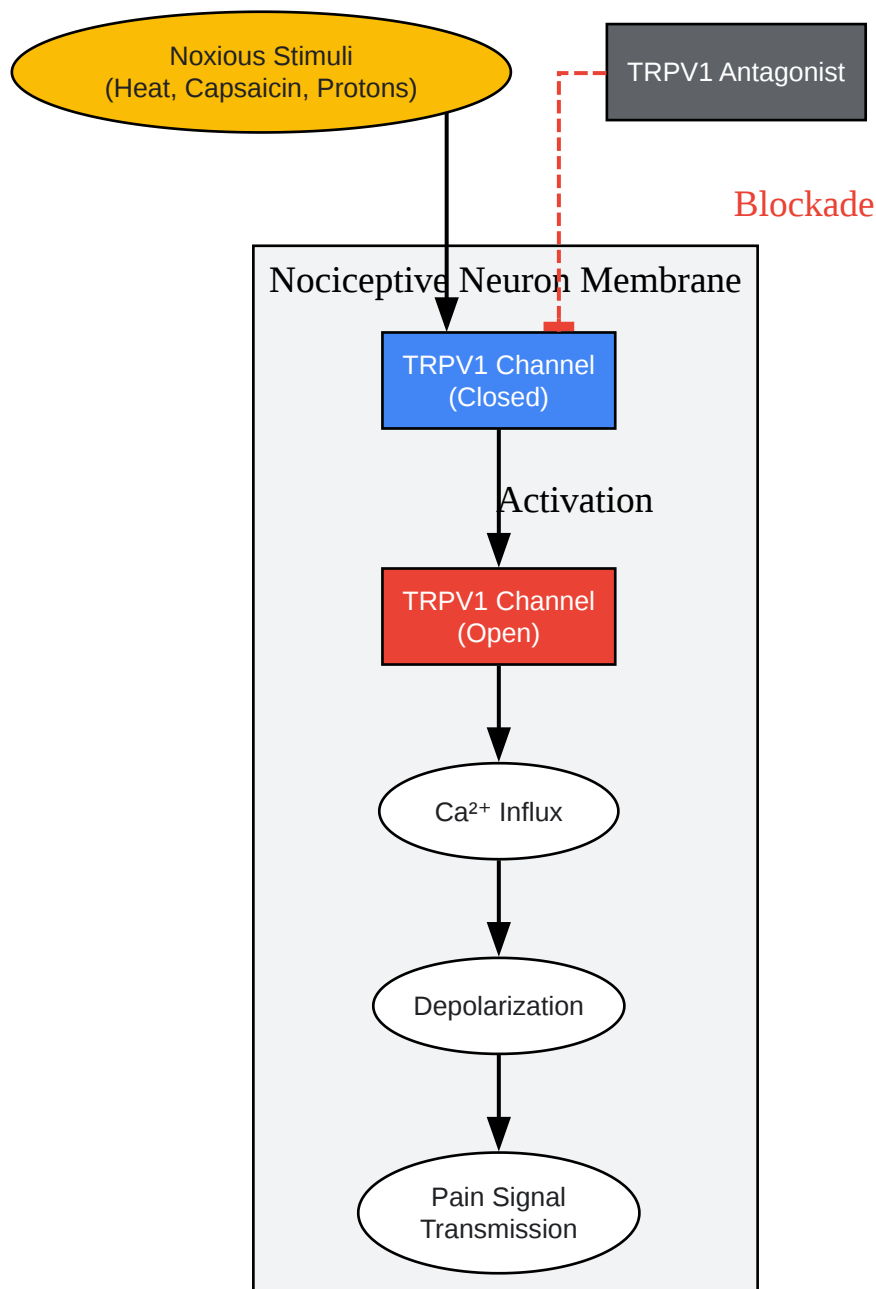 Noxious Stimuli
(Heat, Capsaicin, Protons)
TRPV1 Antagonist
Blockade
Nociceptive Neuron Membrane
TRPV1 Channel
(Closed)
Activation
TRPV1 Channel
(Open)
Ca²⁺ Influx
Depolarization
Pain Signal
Transmission